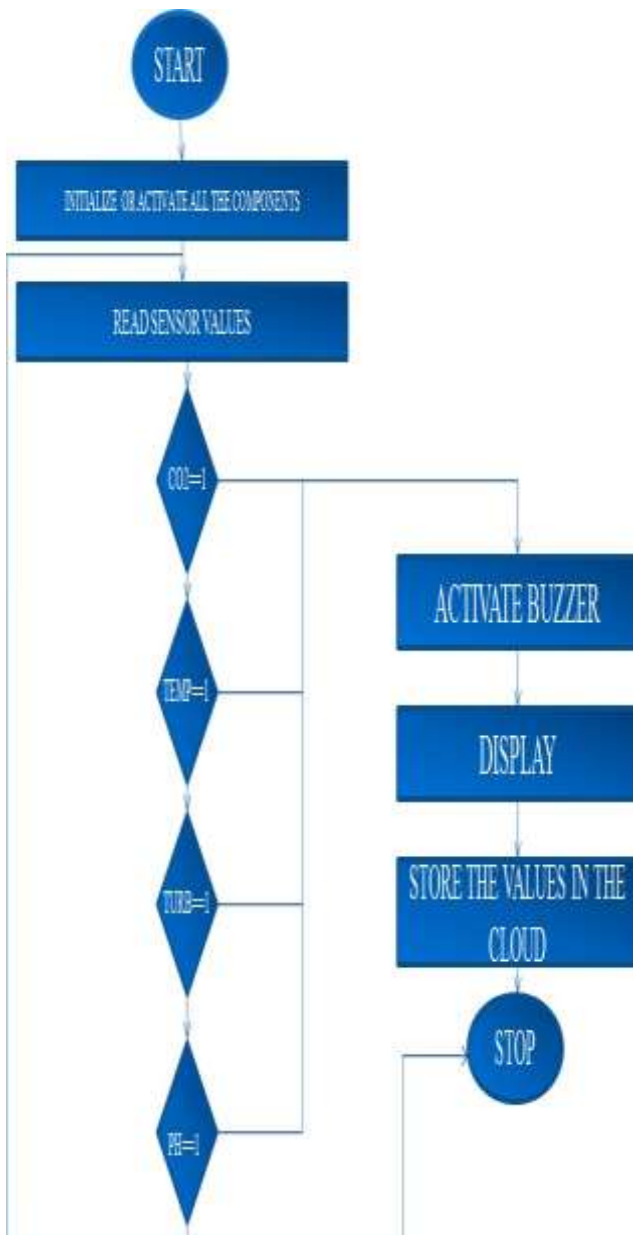 START
INITIALIZE OR ACTIVATE ALL THE COMPONENTS
READ SENSOR VALUES
CO2==1
TEMP==1
TURB==1
PH==1
ACTIVATE BUZZER
DISPLAY
STORE THE VALUES IN THE
CLOUD
STOP